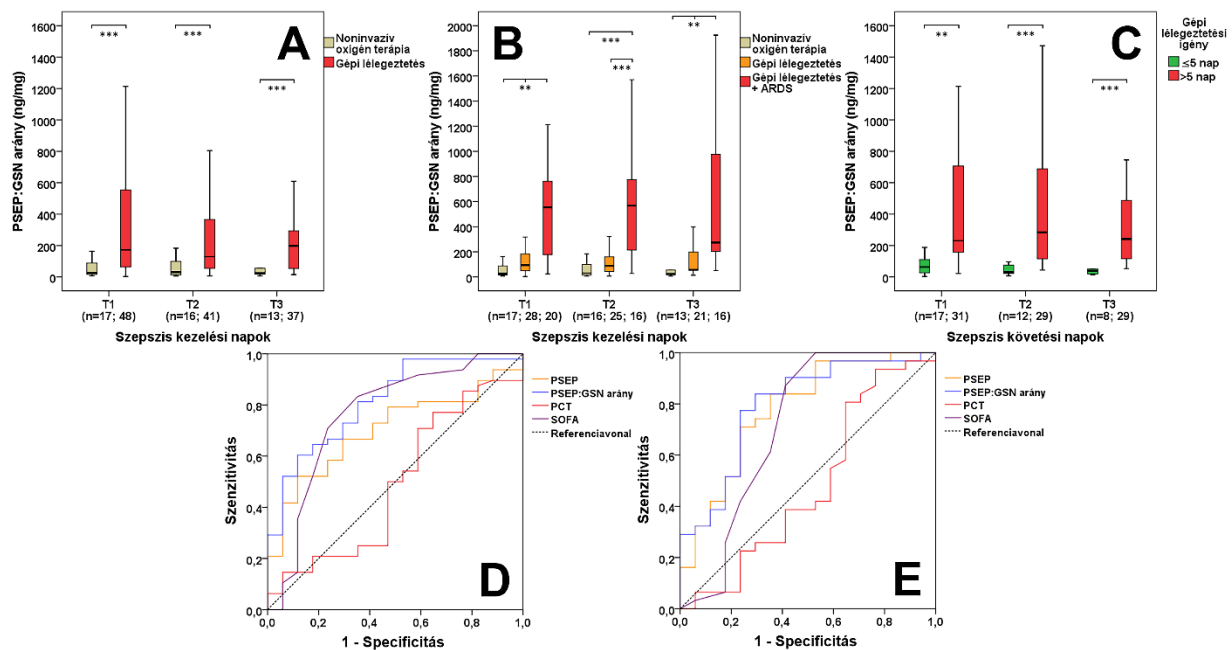 A
PSEP:GSN arány (ng/mg)
1600
1400
1200
1000
800
600
400
200
0
***
***
***
Noninvazív
oxigén terápia
Gépi lélegeztetés
T1
T2
T3
(n=17; 48)
(n=16; 41)
(n=13; 37)
Szepszis kezelési napok
B
PSEP:GSN arány (ng/mg)
2000
1800
1600
1400
1200
1000
800
600
400
200
0
**
***
***
**
Noninvazív
oxigén terápia
Gépi lélegeztetés
Gépi lélegeztetés
+ ARDS
T1
T2
T3
(n=17; 28; 20)
(n=16; 25; 16)
(n=13; 21; 16)
Szepszis kezelési napok
C
PSEP:GSN arány (ng/mg)
1600
1400
1200
1000
800
600
400
200
0
**
***
***
Gépi
lélegeztetési
igény
≤5 nap
>5 nap
T1
T2
T3
(n=17; 31)
(n=12; 29)
(n=8; 29)
Szepszis követési napok
D
Szenzitivitás
1,0
0,8
0,6
0,4
0,2
0,0
0,0
0,2
0,4
0,6
0,8
1,0
1 - Specificitás
PSEP
PSEP:GSN arány
PCT
SOFA
Referenciavonal
E
Szenzitivitás
1,0
0,8
0,6
0,4
0,2
0,0
0,0
0,2
0,4
0,6
0,8
1,0
1 - Specificitás
PSEP
PSEP:GSN arány
PCT
SOFA
Referenciavonal